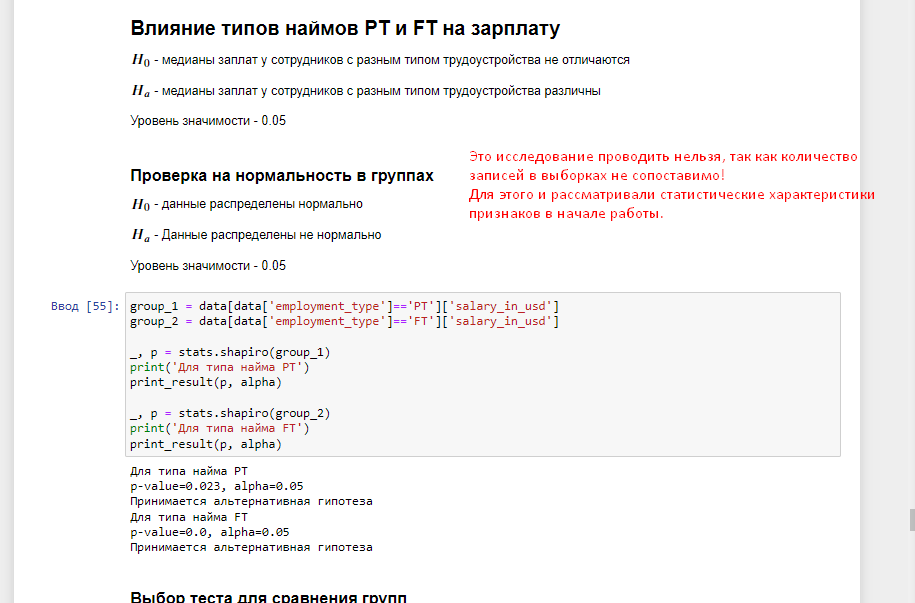 Влияние типов наймов PT и FT на зарплату
H0 - медианы заплат у сотрудников с разным типом трудоустройства не отличаются
Ha - медианы заплат у сотрудников с разным типом трудоустройства различны
Уровень значимости - 0.05
Это исследование проводить нельзя, так как количество
записей в выборках не сопоставимо!
Для этого и рассматривали статистические характеристики
признаков в начале работы.
Проверка на нормальность в группах
H0 - данные распределены нормально
Ha - Данные распределены не нормально
Уровень значимости - 0.05
Ввод [55]:
group_1 = data[data['employment_type']=='PT']['salary_in_usd']
group_2 = data[data['employment_type']=='FT']['salary_in_usd']
_, p = stats.shapiro(group_1)
print('Для типа найма PT')
print_result(p, alpha)
_, p = stats.shapiro(group_2)
print('Для типа найма FT')
print_result(p, alpha)
Для типа найма PT
p-value=0.023, alpha=0.05
Принимается альтернативная гипотеза
Для типа найма FT
p-value=0.0, alpha=0.05
Принимается альтернативная гипотеза
Выбор теста для сравнения групп